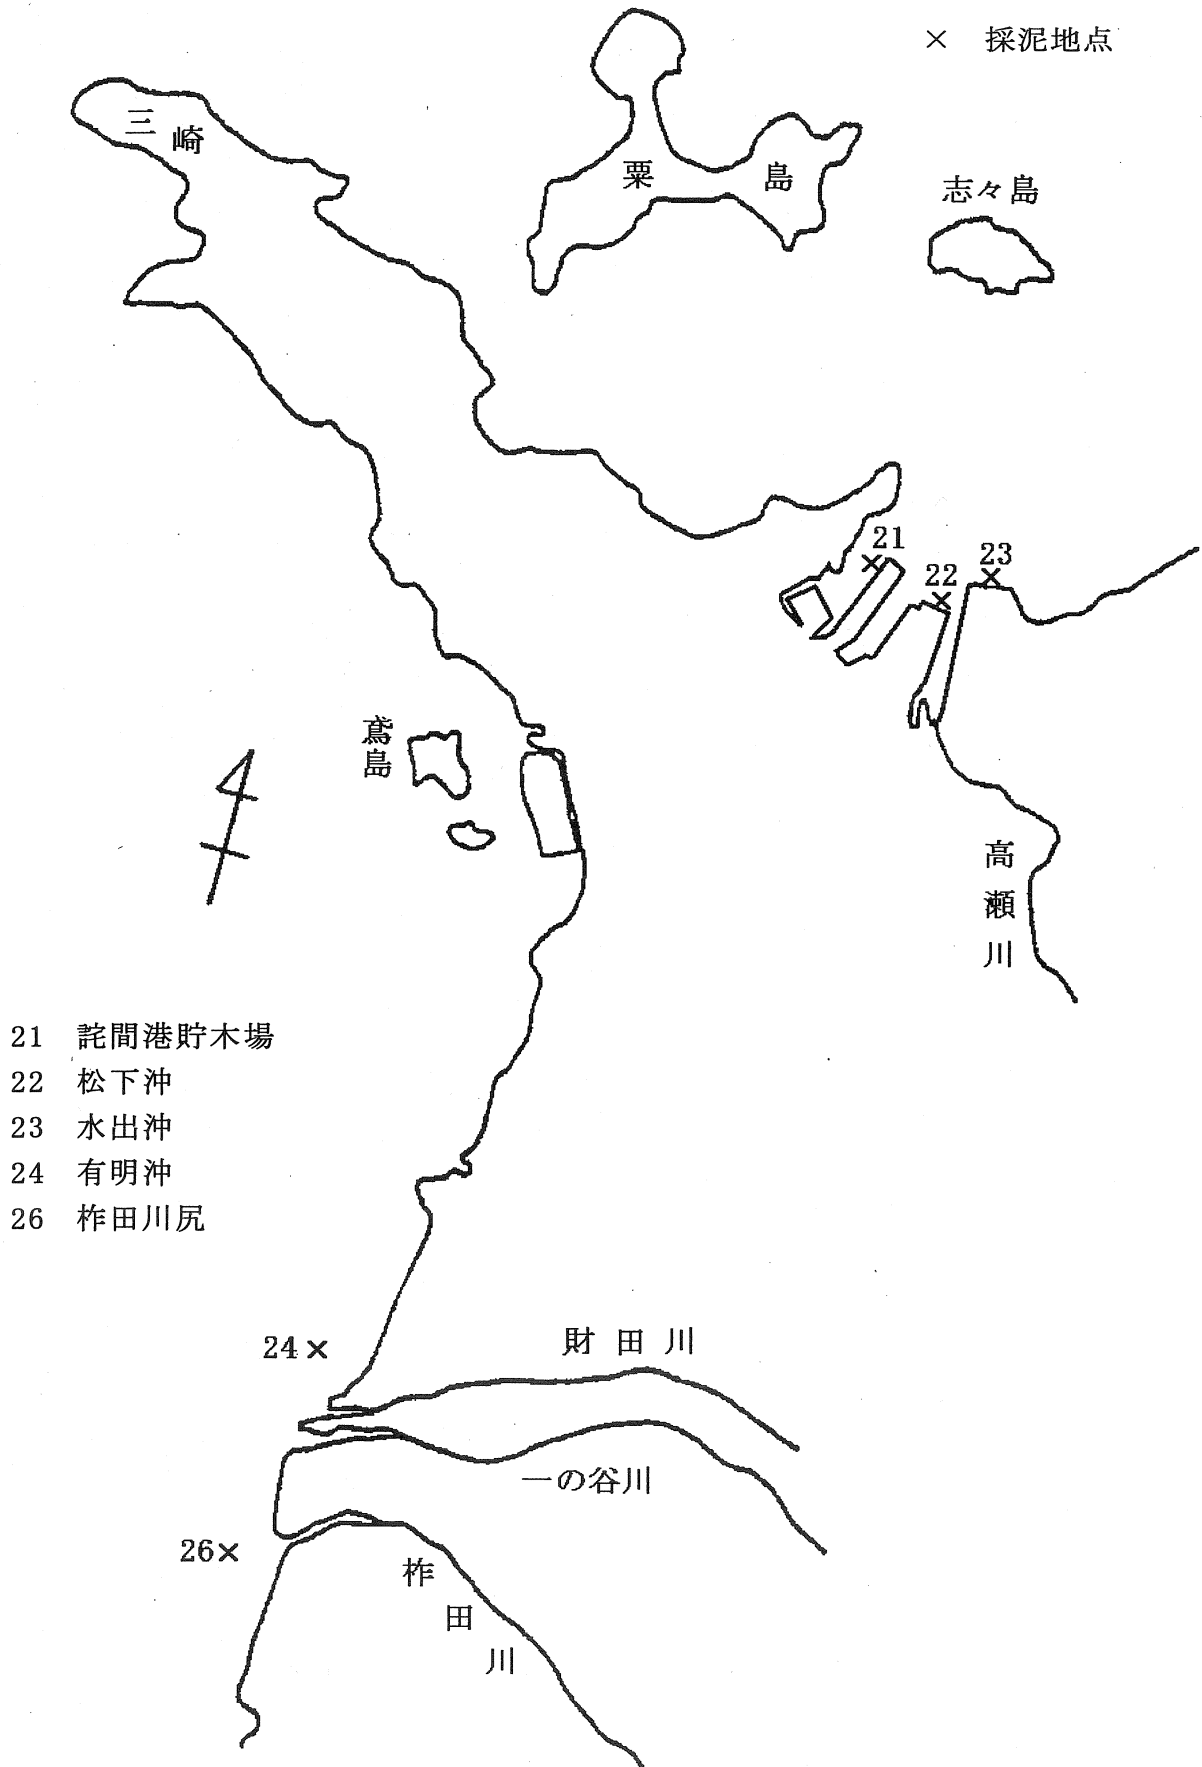 × 採泥地点
三崎
粟島
志々島
21
22
23
鳶島
高瀬川
21 詫間港貯木場
22 松下沖
23 水出沖
24 有明沖
26 柞田川尻
24×
財田川
一の谷川
26×
柞田川